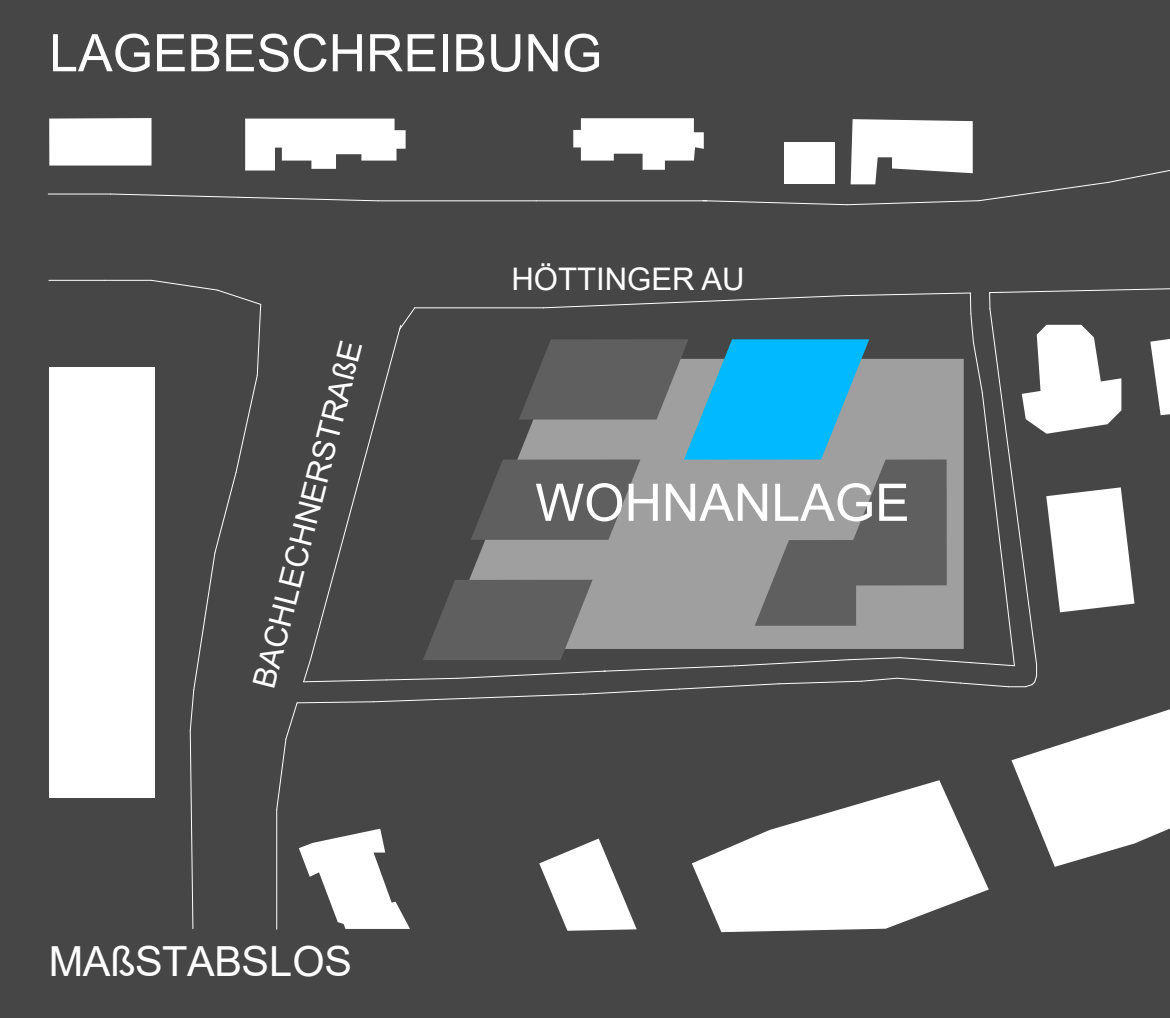 LAGEBESCHREIBUNG
HÖTTINGER AU
BACHLECHNERSTRAßE
WOHNANLAGE
MAßSTABSLOS